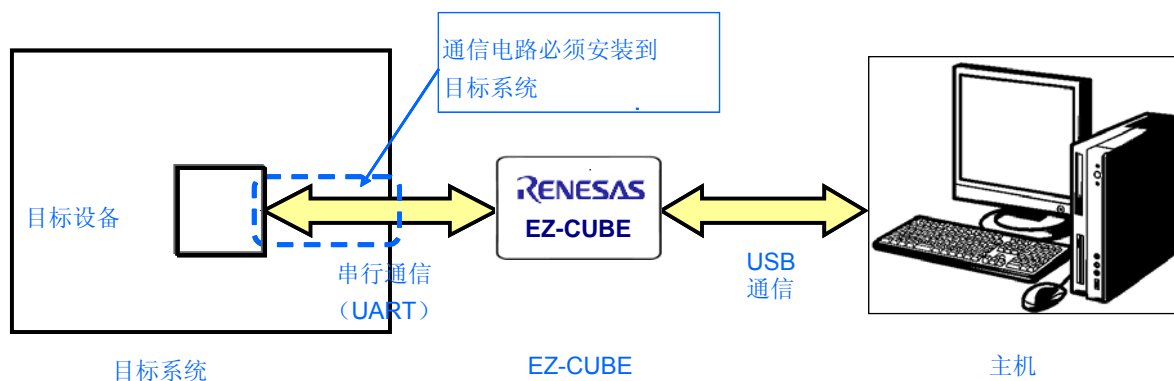 通信电路必须安装到
目标系统
RENESAS
EZ-CUBE
目标设备
串行通信
（UART）
USB
通信
目标系统
EZ-CUBE
主机